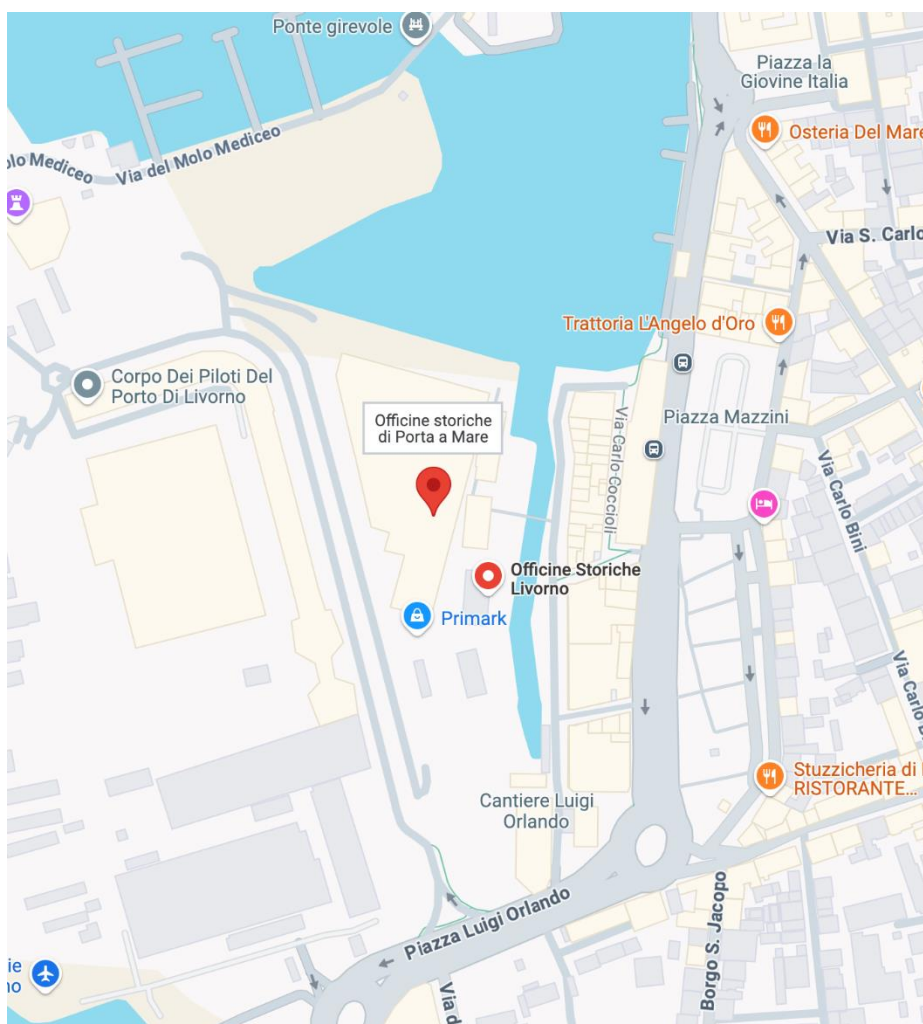 Ponte girevole
Piazza la
Giovine Italia
Osteria Del Mare
Via del Molo Mediceo
olo Mediceo
Via S. Carlo
Trattoria L'Angelo d'Oro
Corpo Dei Piloti Del
Porto Di Livorno
Officine storiche
di Porta a Mare
Piazza Mazzini
Via Carlo Coccioli
Via Carlo Bini
Officine Storiche
Livorno
Primark
Via Carlo B
Stuzzicheria di
RISTORANTE...
Cantiere Luigi
Orlando
Piazza Luigi Orlando
Borgo S. Jacopo
ie
no
Via d